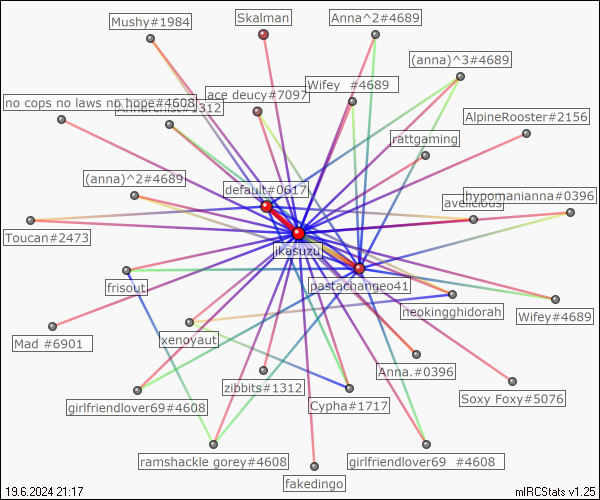 Skalman
Anna^2#4689
Mushy#1984
(anna)^3#4689
Wifey  #4689
ace deucy#7097
no cops no laws no hope#4608
#1312
AlpineRooster#2156
rattgaming
(anna)^2#4689
default#0617
hypomanianna#0396
avelicious
Toucan#2473
ikasuzu
frisout
pastachangeo41
neokingghidorah
Wifey#4689
Mad #6901
xenoyaut
Anna.#0396
zibbits#1312
Soxy Foxy#5076
girlfriendlover69#4608
Cypha#1717
ramshackle gorey#4608
girlfriendlover69  #4608
fakedingo
19.6.2024 21:17
mIRCStats v1.25